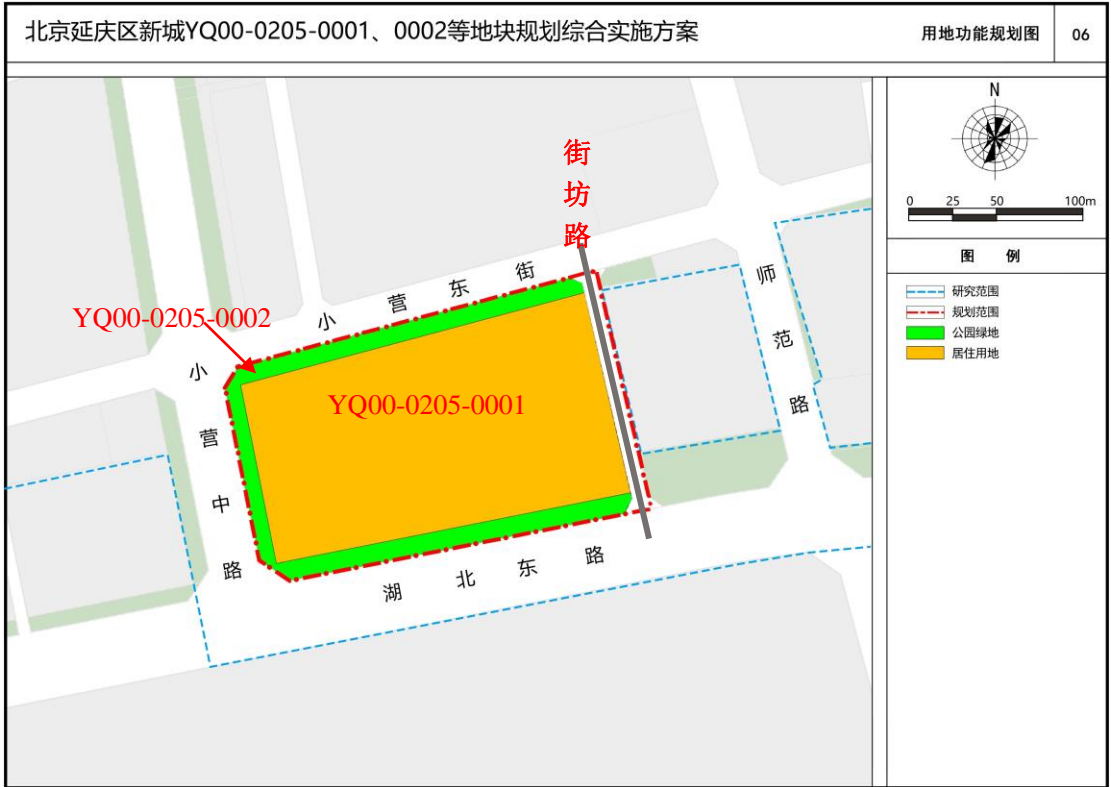 北京延庆区新城YQ00-0205-0001、0002等地块规划综合实施方案
用地功能规划图
06
街坊路
小营东街
师范路
YQ00-0205-0002
小营中路
YQ00-0205-0001
湖北东路
N
0 25 50 100m
图 例
研究范围
规划范围
公园绿地
居住用地